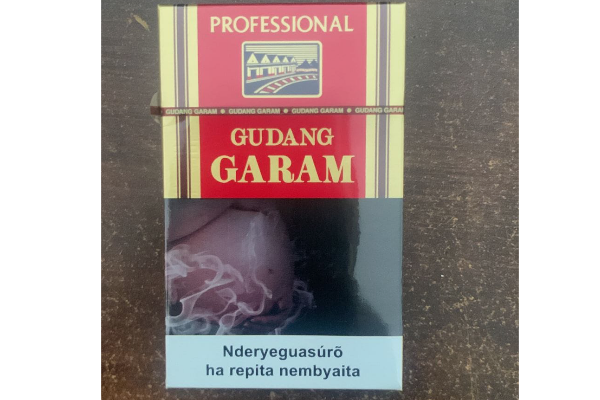 PROFESSIONAL
GUDANG GARAM ● GUDANG GARAM ● GUDANG GARAM ● GUDANG GARAM
GUDANG
GARAM
Nderyeguasúrõ
ha repita nembyaita